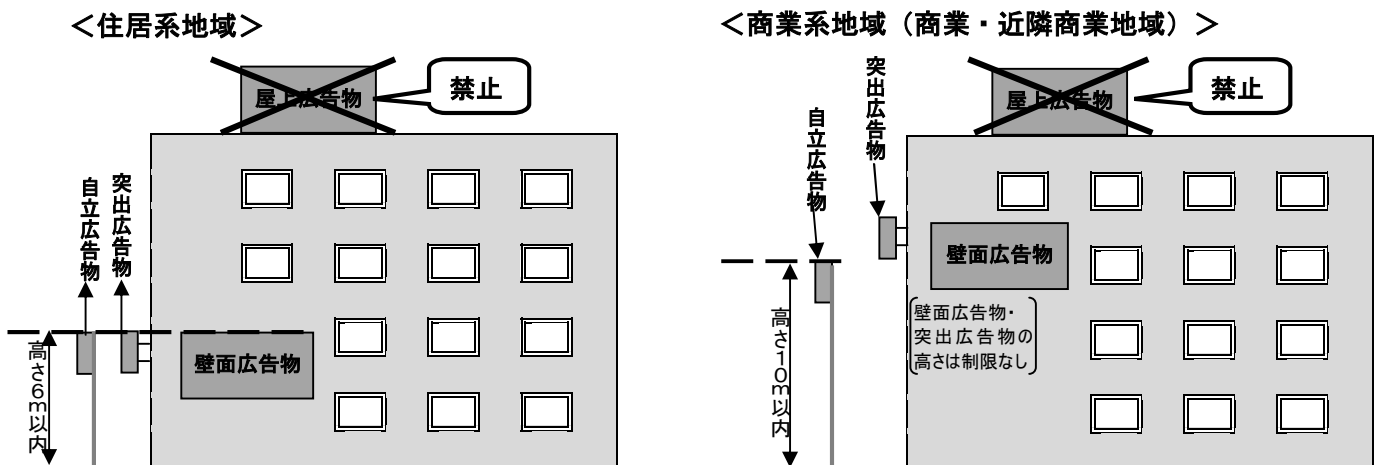 ＜住居系地域＞
屋上広告物
禁止
自立広告物
突出広告物
壁面広告物
高さ6m以内
＜商業系地域（商業・近隣商業地域）＞
屋上広告物
禁止
突出広告物
自立広告物
壁面広告物
壁面広告物・
突出広告物の
高さは制限なし
高さ10m以内